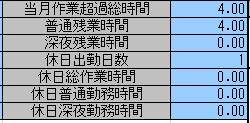 当月作業超過総時間 4.00
普通残業時間 4.00
深夜残業時間 0.00
休日出勤日数 1
休日総作業時間 0.00
休日普通勤務時間 0.00
休日深夜勤務時間 0.00